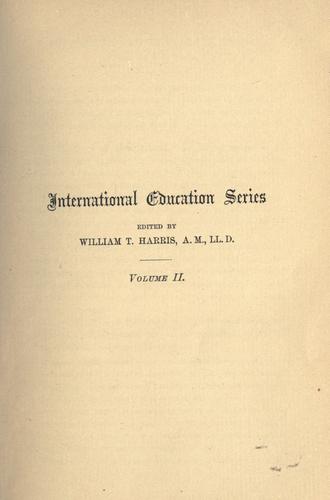 International Education Series
EDITED BY
WILLIAM T. HARRIS, A. M., LL. D.
VOLUME II.